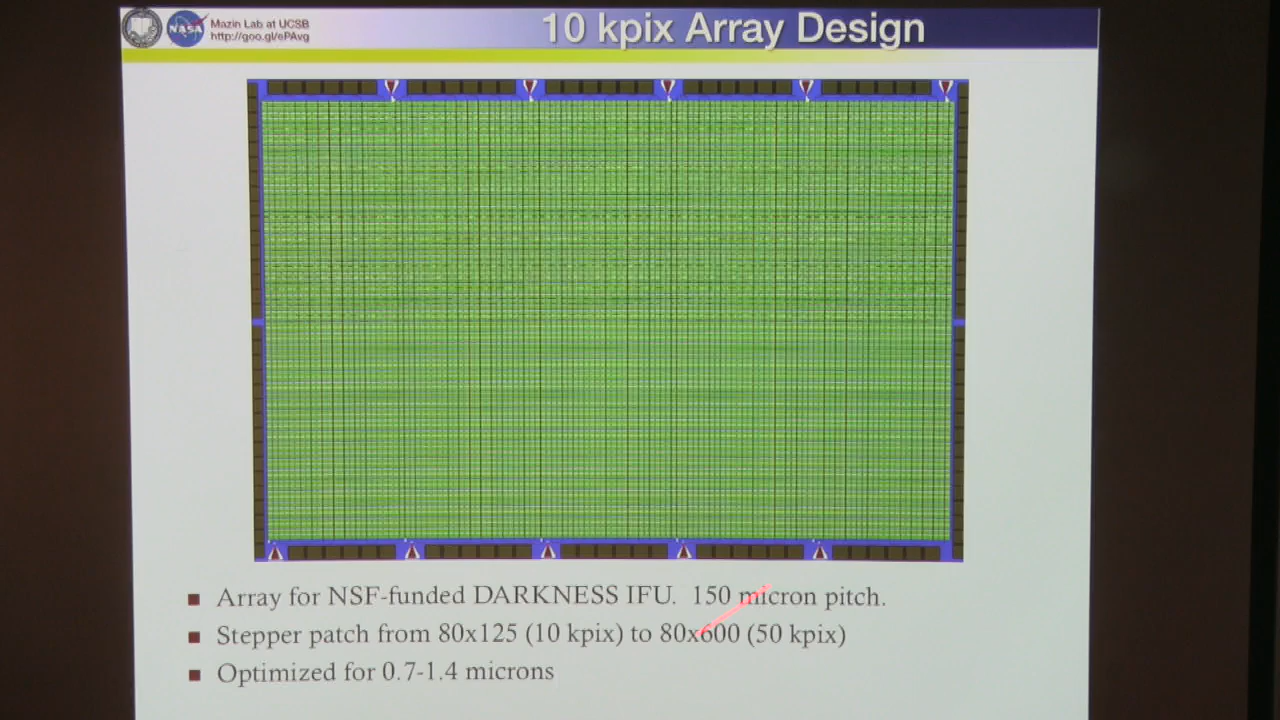 Mazin Lab at UCSB
http://goo.gl/ePAvg
NASA
10 kpix Array Design
Array for NSF-funded DARKNESS IFU. 150 micron pitch.
Stepper patch from 80x125 (10 kpix) to 80x600 (50 kpix)
Optimized for 0.7-1.4 microns